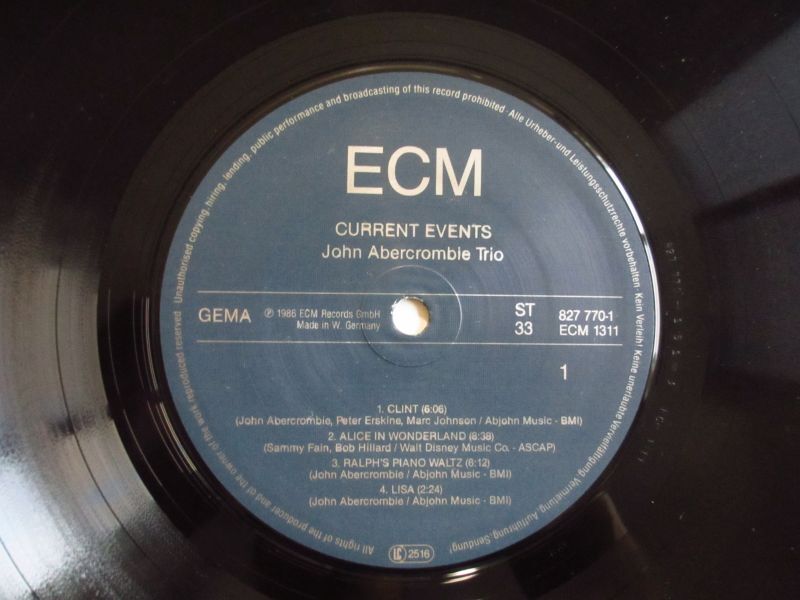 ECM
CURRENT EVENTS
John Abercrombie Trio
GEMA
℗ 1986 ECM Records GmbH
Made in W. Germany
ST
33
827 770-1
ECM 1311
1
1. CLINT (6:06)
(John Abercrombie, Peter Erskine, Marc Johnson / Abjohn Music - BMI)
2. ALICE IN WONDERLAND (6:38)
(Sammy Fain, Bob Hillard / Walt Disney Music Co. - ASCAP)
3. RALPH'S PIANO WALTZ (6:12)
(John Abercrombie / Abjohn Music - BMI)
4. LISA (2:24)
(John Abercrombie / Abjohn Music - BMI)
All rights of the producer and of the owner of the work reproduced reserved · Unauthorised copying, hiring, lending, public performance and broadcasting of this record prohibited · Alle Urheber- und Leistungsschutzrechte vorbehalten · Kein Verleih! Keine unerlaubte Vervielfältigung, Vermietung, Aufführung, Sendung!
LC 2516